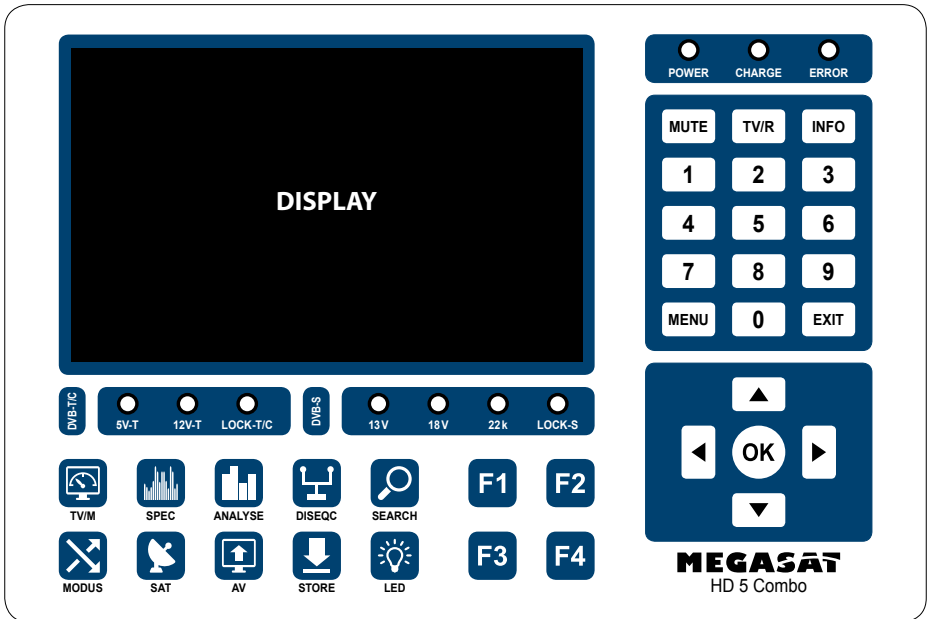 DISPLAY
POWER CHARGE ERROR
MUTE TV/R INFO
1 2 3
4 5 6
7 8 9
MENU 0 EXIT
DVB-T/C
5V-T 12V-T LOCK-T/C
DVB-S
13V 18V 22k LOCK-S
OK
TV/M SPEC ANALYSE DISEQC SEARCH
F1 F2
MODUS SAT AV STORE LED
F3 F4
MEGASAT
HD 5 Combo